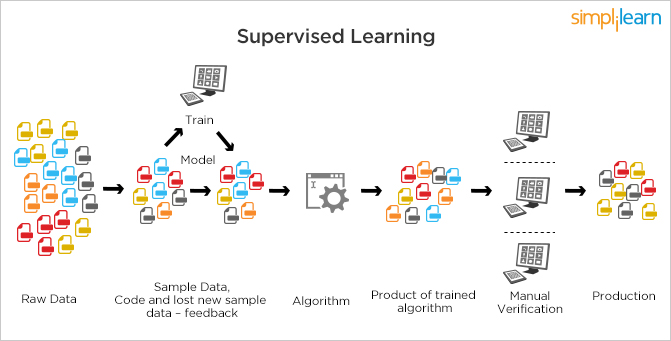 simplilearn
Supervised Learning
Train
Model
Raw Data
Sample Data,
Code and lost new sample
data – feedback
Algorithm
Product of trained
algorithm
Manual
Verification
Production